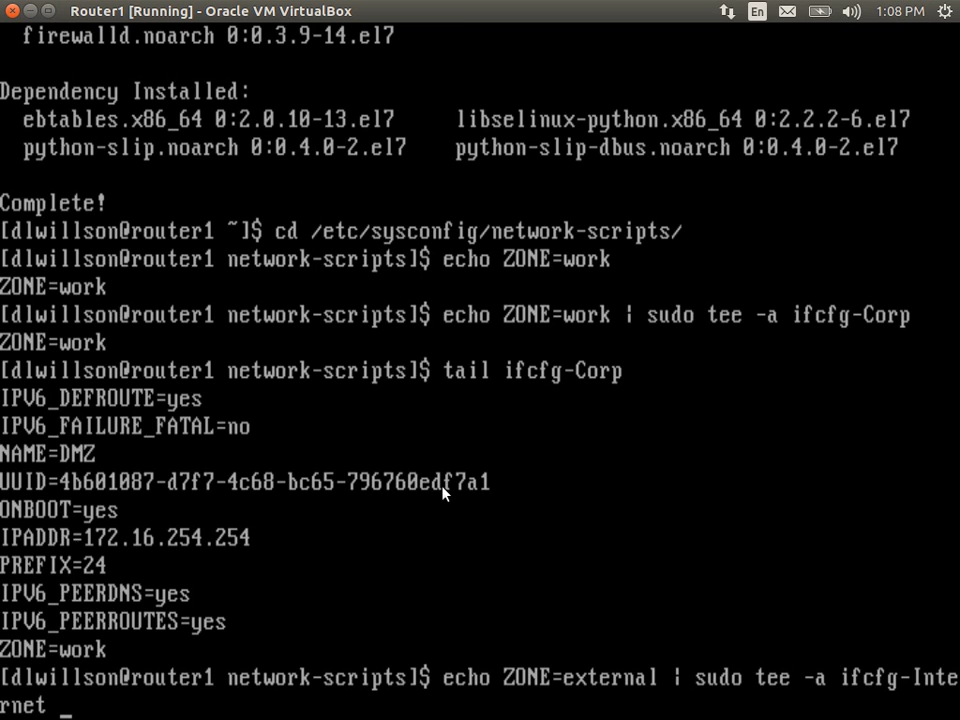 Router1 [Running] - Oracle VM VirtualBox
En
1:08 PM
firewalld.noarch 0:0.3.9-14.el7
Dependency Installed:
ebtables.x86_64 0:2.0.10-13.el7 libselinux-python.x86_64 0:2.2.2-6.el7
python-slip.noarch 0:0.4.0-2.el7 python-slip-dbus.noarch 0:0.4.0-2.el7
Complete!
[dlwillson@router1 ~]$ cd /etc/sysconfig/network-scripts/
[dlwillson@router1 network-scripts]$ echo ZONE=work
ZONE=work
[dlwillson@router1 network-scripts]$ echo ZONE=work | sudo tee -a ifcfg-Corp
ZONE=work
[dlwillson@router1 network-scripts]$ tail ifcfg-Corp
IPV6_DEFROUTE=yes
IPV6_FAILURE_FATAL=no
NAME=DMZ
UUID=4b601087-d7f7-4c68-bc65-796760edf7a1
ONBOOT=yes
IPADDR=172.16.254.254
PREFIX=24
IPV6_PEERDNS=yes
IPV6_PEERROUTES=yes
ZONE=work
[dlwillson@router1 network-scripts]$ echo ZONE=external | sudo tee -a ifcfg-Inte
rnet _